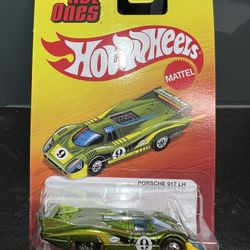 Hot Ones
Hot Wheels
MATTEL
9
9
PORSCHE 917 LH
9